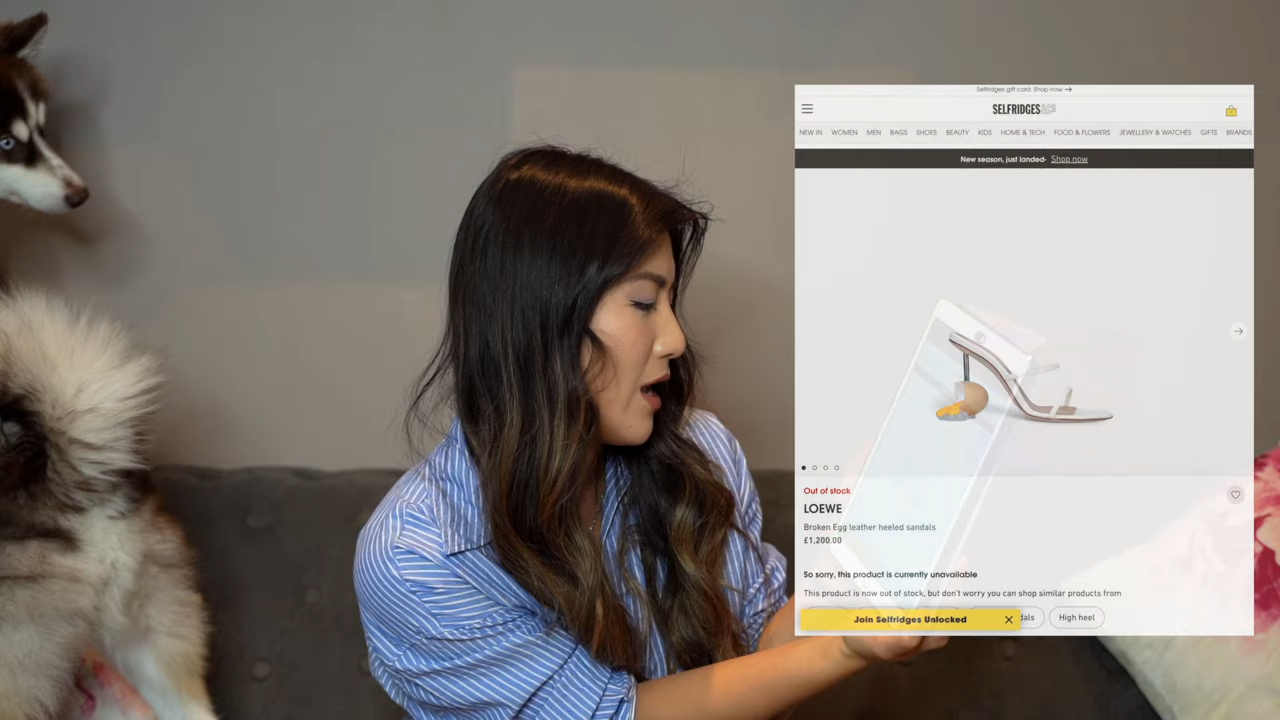 Selfridges gift card. Shop now →
SELFRIDGES&CO
NEW IN WOMEN MEN BAGS SHOES BEAUTY KIDS HOME & TECH FOOD & FLOWERS JEWELLERY & WATCHES GIFTS BRANDS
New season, just landed- Shop now
Out of stock
LOEWE
Broken Egg leather heeled sandals
£1,200.00
So sorry, this product is currently unavailable
This product is now out of stock, but don't worry you can shop similar products from
Join Selfridges Unlocked
High heel